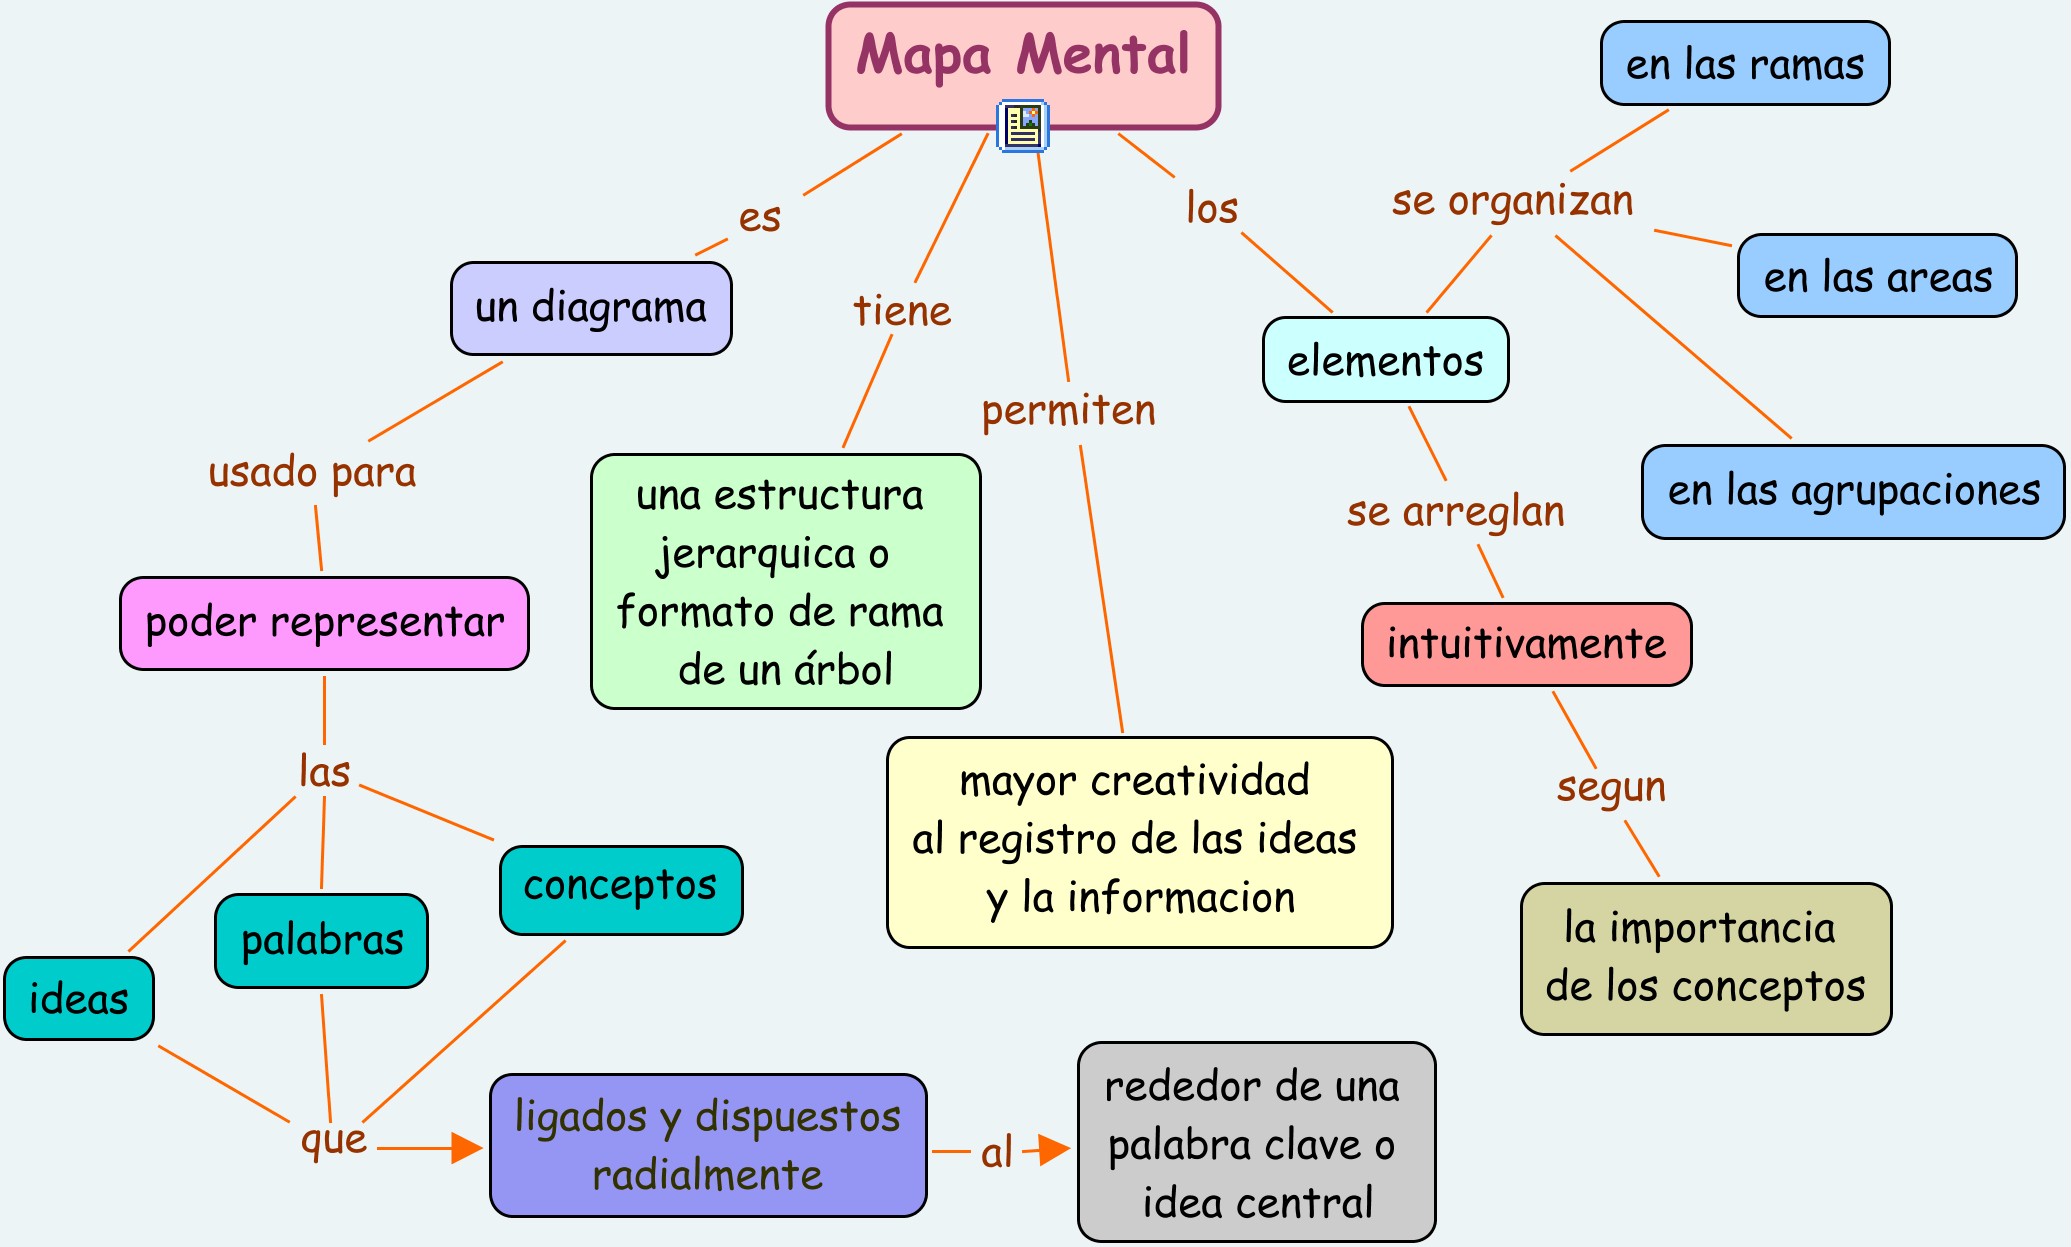 Mapa Mental
es
un diagrama
usado para
poder representar
las
ideas
palabras
conceptos
que
ligados y dispuestos
radialmente
al
rededor de una
palabra clave o
idea central
tiene
una estructura
jerarquica o
formato de rama
de un árbol
permiten
mayor creatividad
al registro de las ideas
y la informacion
los
elementos
se organizan
en las ramas
en las areas
en las agrupaciones
se arreglan
intuitivamente
segun
la importancia
de los conceptos